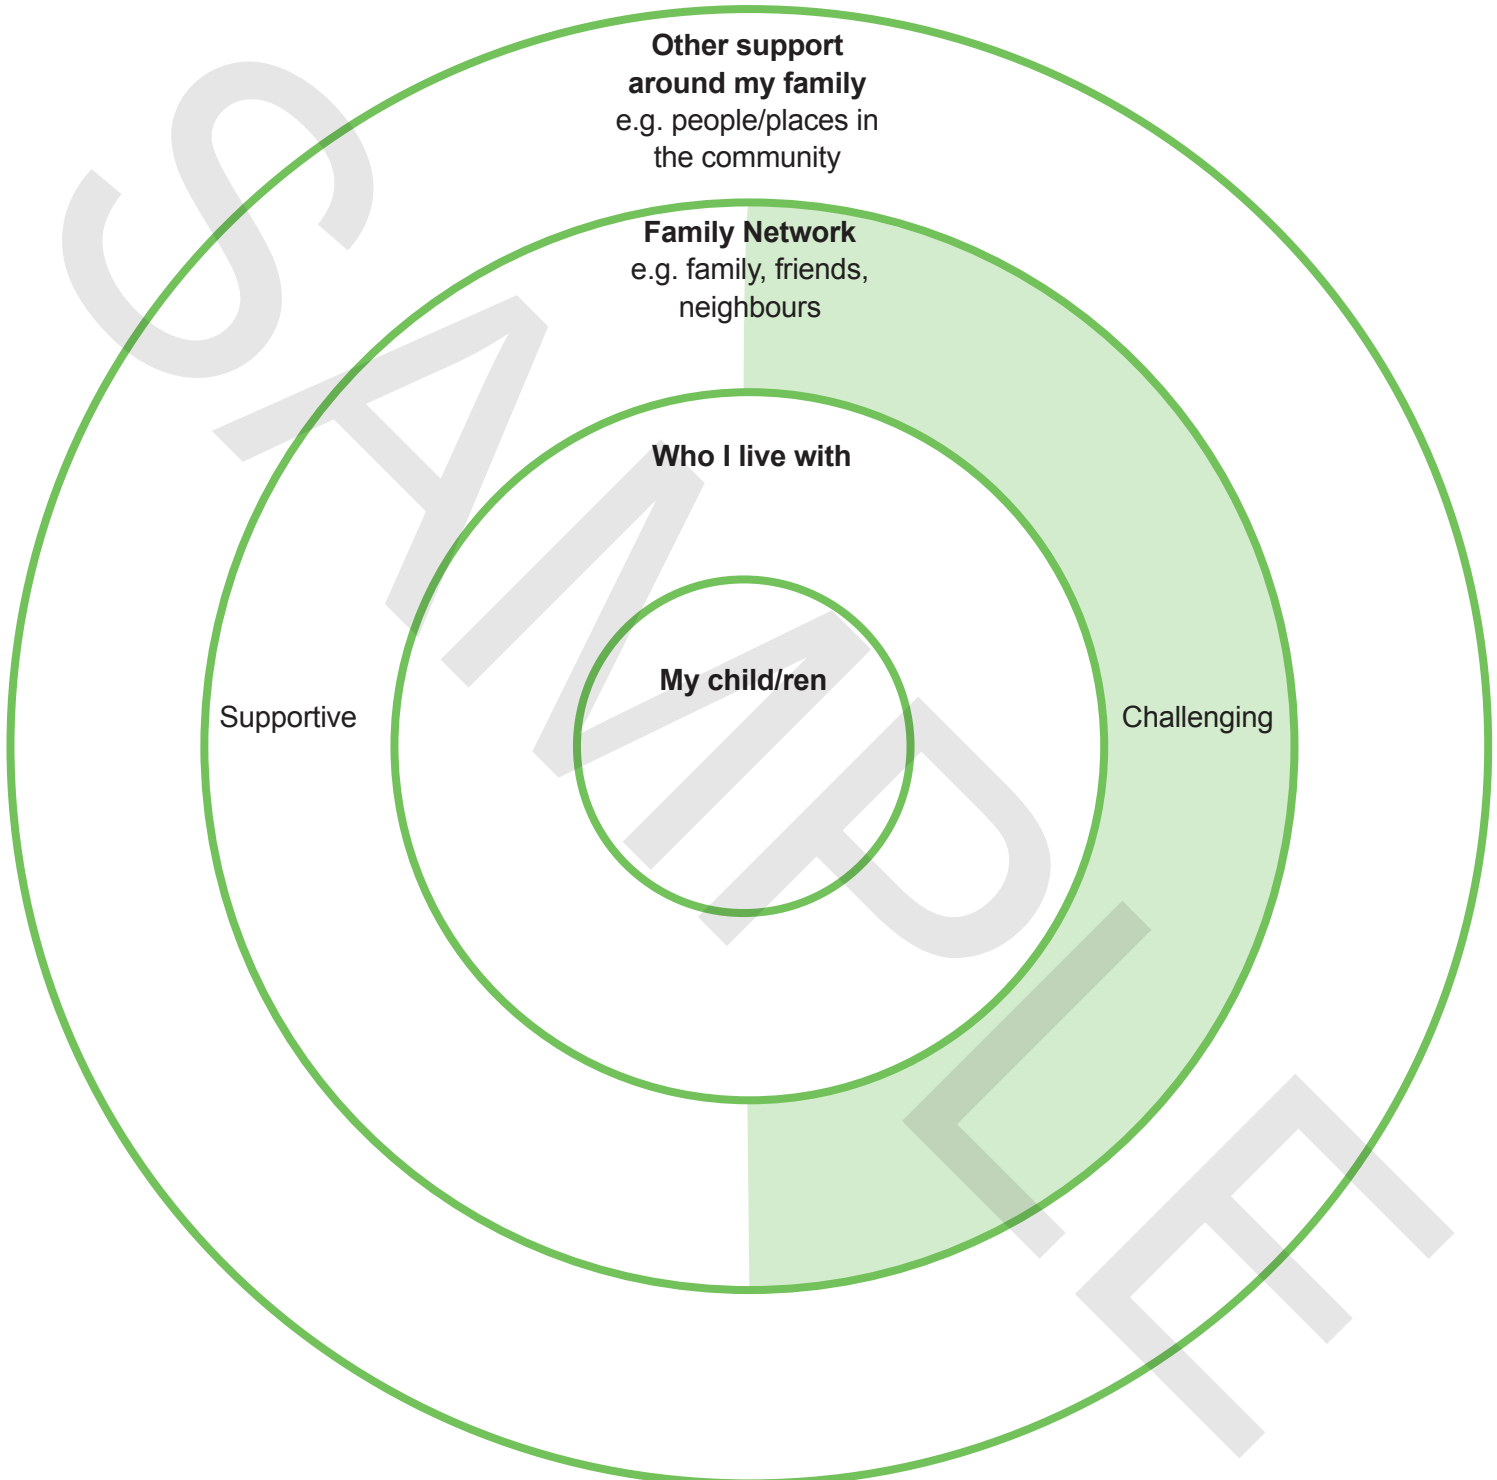 Other support
around my family
e.g. people/places in
the community
Family Network
e.g. family, friends,
neighbours
Who I live with
My child/ren
Supportive
Challenging
SAMPLE